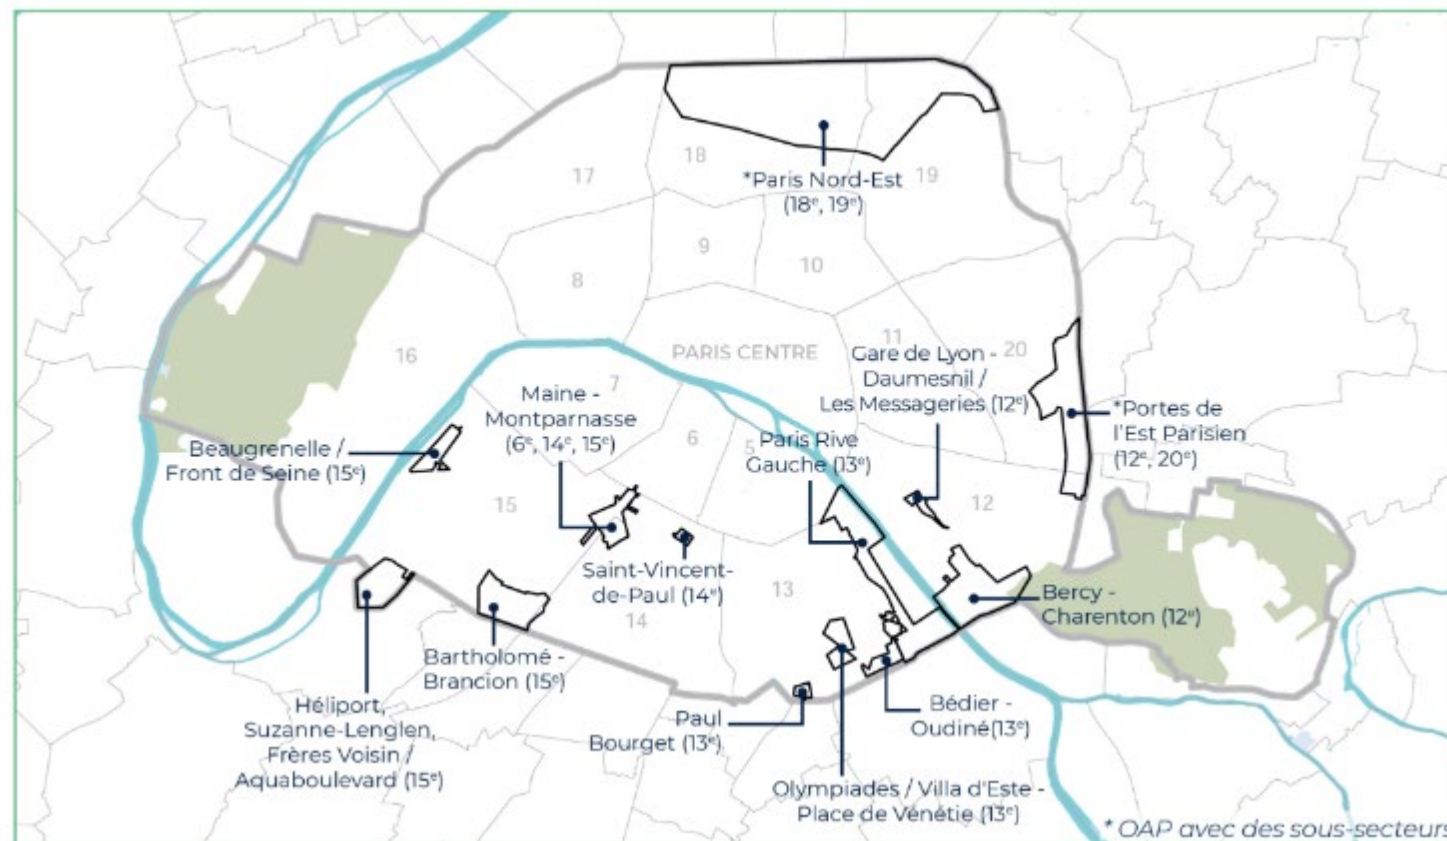 18
17
19
*Paris Nord-Est
(18ᵉ, 19ᵉ)
9
10
8
16
PARIS CENTRE
11
20
7
6
5
Gare de Lyon -
Daumesnil /
Les Messageries (12ᵉ)
Maine -
Montparnasse
(6ᵉ, 14ᵉ, 15ᵉ)
*Portes de
l'Est Parisien
(12ᵉ, 20ᵉ)
Beaugrenelle /
Front de Seine (15ᵉ)
Paris Rive
Gauche (13ᵉ)
15
12
Saint-Vincent-
de-Paul (14ᵉ)
13
14
Bercy -
Charenton (12ᵉ)
Bartholomé -
Brancion (15ᵉ)
Héliport,
Suzanne-Lenglen,
Frères Voisin /
Aquaboulevard (15ᵉ)
Paul
Bourget (13ᵉ)
Bédier -
Oudiné(13ᵉ)
Olympiades / Villa d'Este -
Place de Vénétie (13ᵉ)
* OAP avec des sous-secteurs